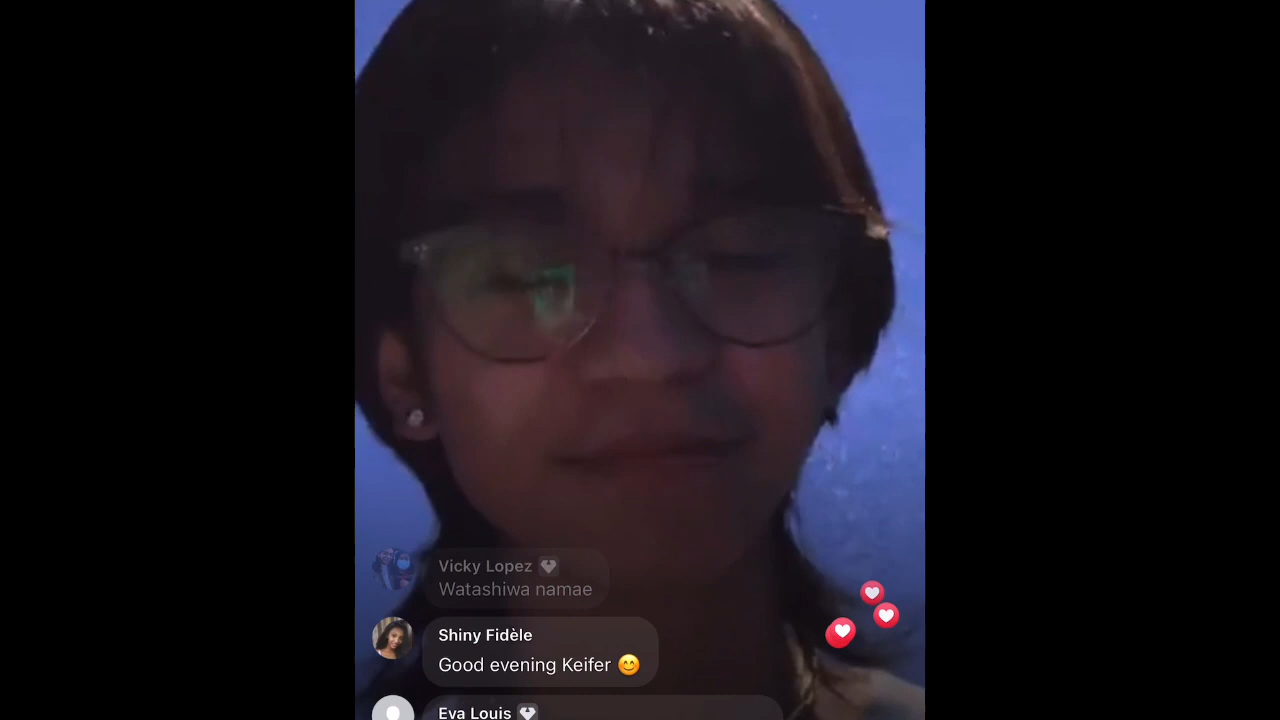 Vicky Lopez
Watashiwa namae
Shiny Fidèle
Good evening Keifer 😊
Eva Louis